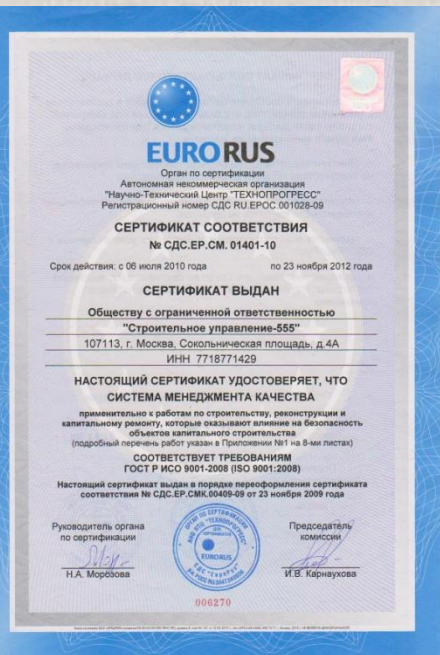 EURORUS
Орган по сертификации
Автономная некоммерческая организация
"Научно-Технический Центр "ТЕХНОПРОГРЕСС"
Регистрационный номер СДС RU.ЕРОС.001028-09
СЕРТИФИКАТ СООТВЕТСТВИЯ
№ СДС.ЕР.СМ. 01401-10
Срок действия: с 06 июля 2010 года по 23 ноября 2012 года
СЕРТИФИКАТ ВЫДАН
Обществу с ограниченной ответственностью
"Строительное управление-555"
107113, г. Москва, Сокольническая площадь, д.4А
ИНН 7718771429
НАСТОЯЩИЙ СЕРТИФИКАТ УДОСТОВЕРЯЕТ, ЧТО
СИСТЕМА МЕНЕДЖМЕНТА КАЧЕСТВА
применительно к работам по строительству, реконструкции и
капитальному ремонту, которые оказывают влияние на безопасность
объектов капитального строительства
(подробный перечень работ указан в Приложении №1 на 8-ми листах)
СООТВЕТСТВУЕТ ТРЕБОВАНИЯМ
ГОСТ Р ИСО 9001-2008 (ISO 9001:2008)
Настоящий сертификат выдан в порядке переоформления сертификата
соответствия № СДС.ЕР.СМК.00409-09 от 23 ноября 2009 года
Руководитель органа
по сертификации
Н.А. Морозова
Председатель
комиссии
И.В. Карнаухова
EURORUS
006270